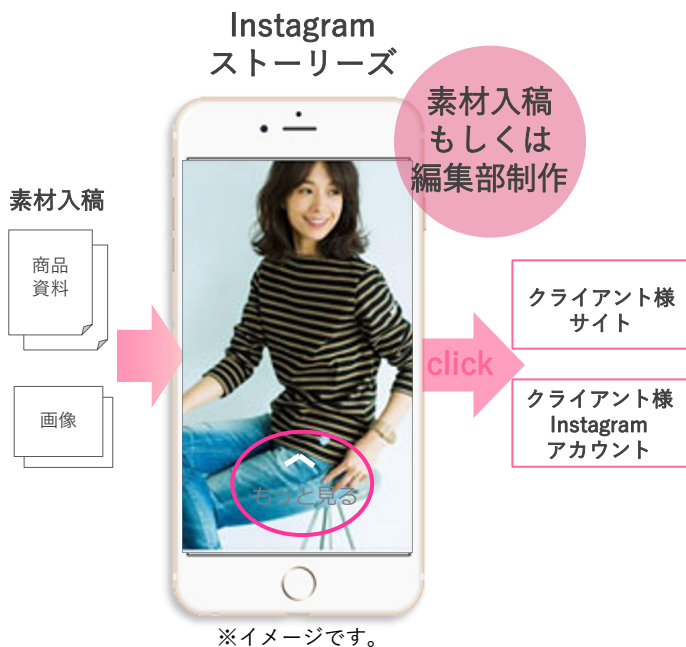 Instagram
ストーリーズ
素材入稿
もしくは
編集部制作
素材入稿
商品
資料
画像
もっと見る
click
クライアント様
サイト
クライアント様
Instagram
アカウント
※イメージです。